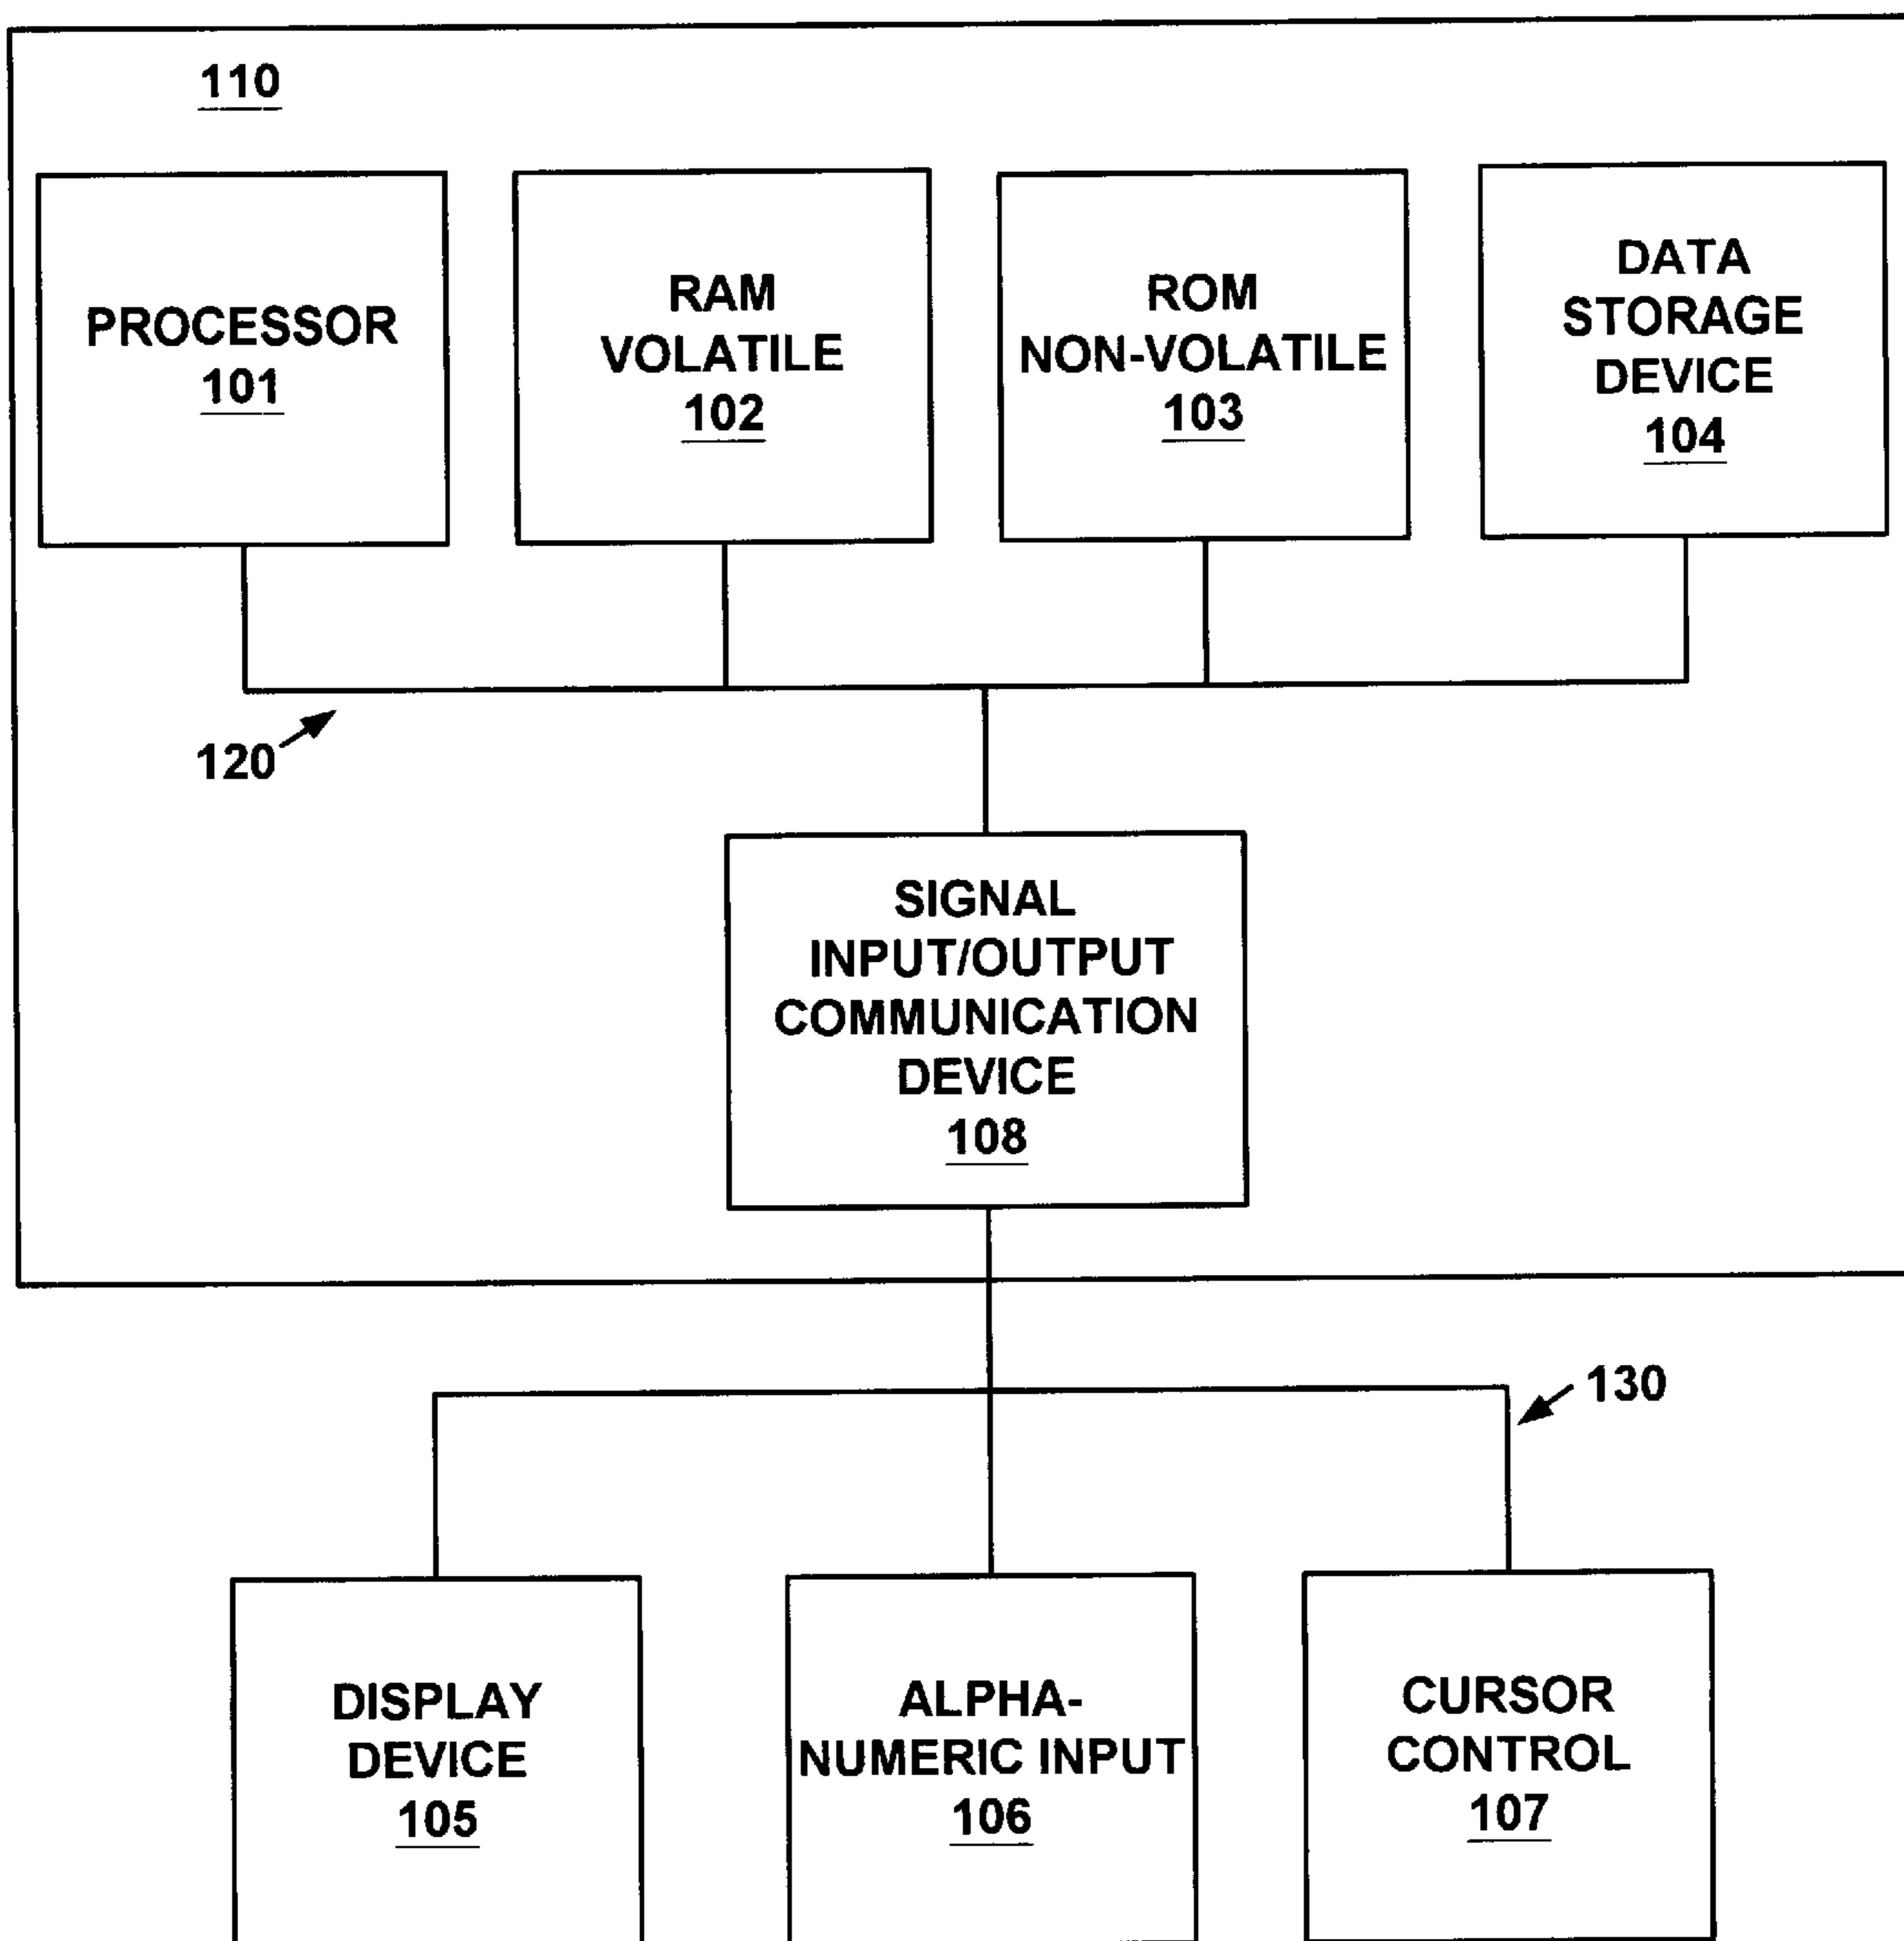 110
PROCESSOR
101
RAM
VOLATILE
102
ROM
NON-VOLATILE
103
DATA
STORAGE
DEVICE
104
120
SIGNAL
INPUT/OUTPUT
COMMUNICATION
DEVICE
108
130
DISPLAY
DEVICE
105
ALPHA-
NUMERIC INPUT
106
CURSOR
CONTROL
107